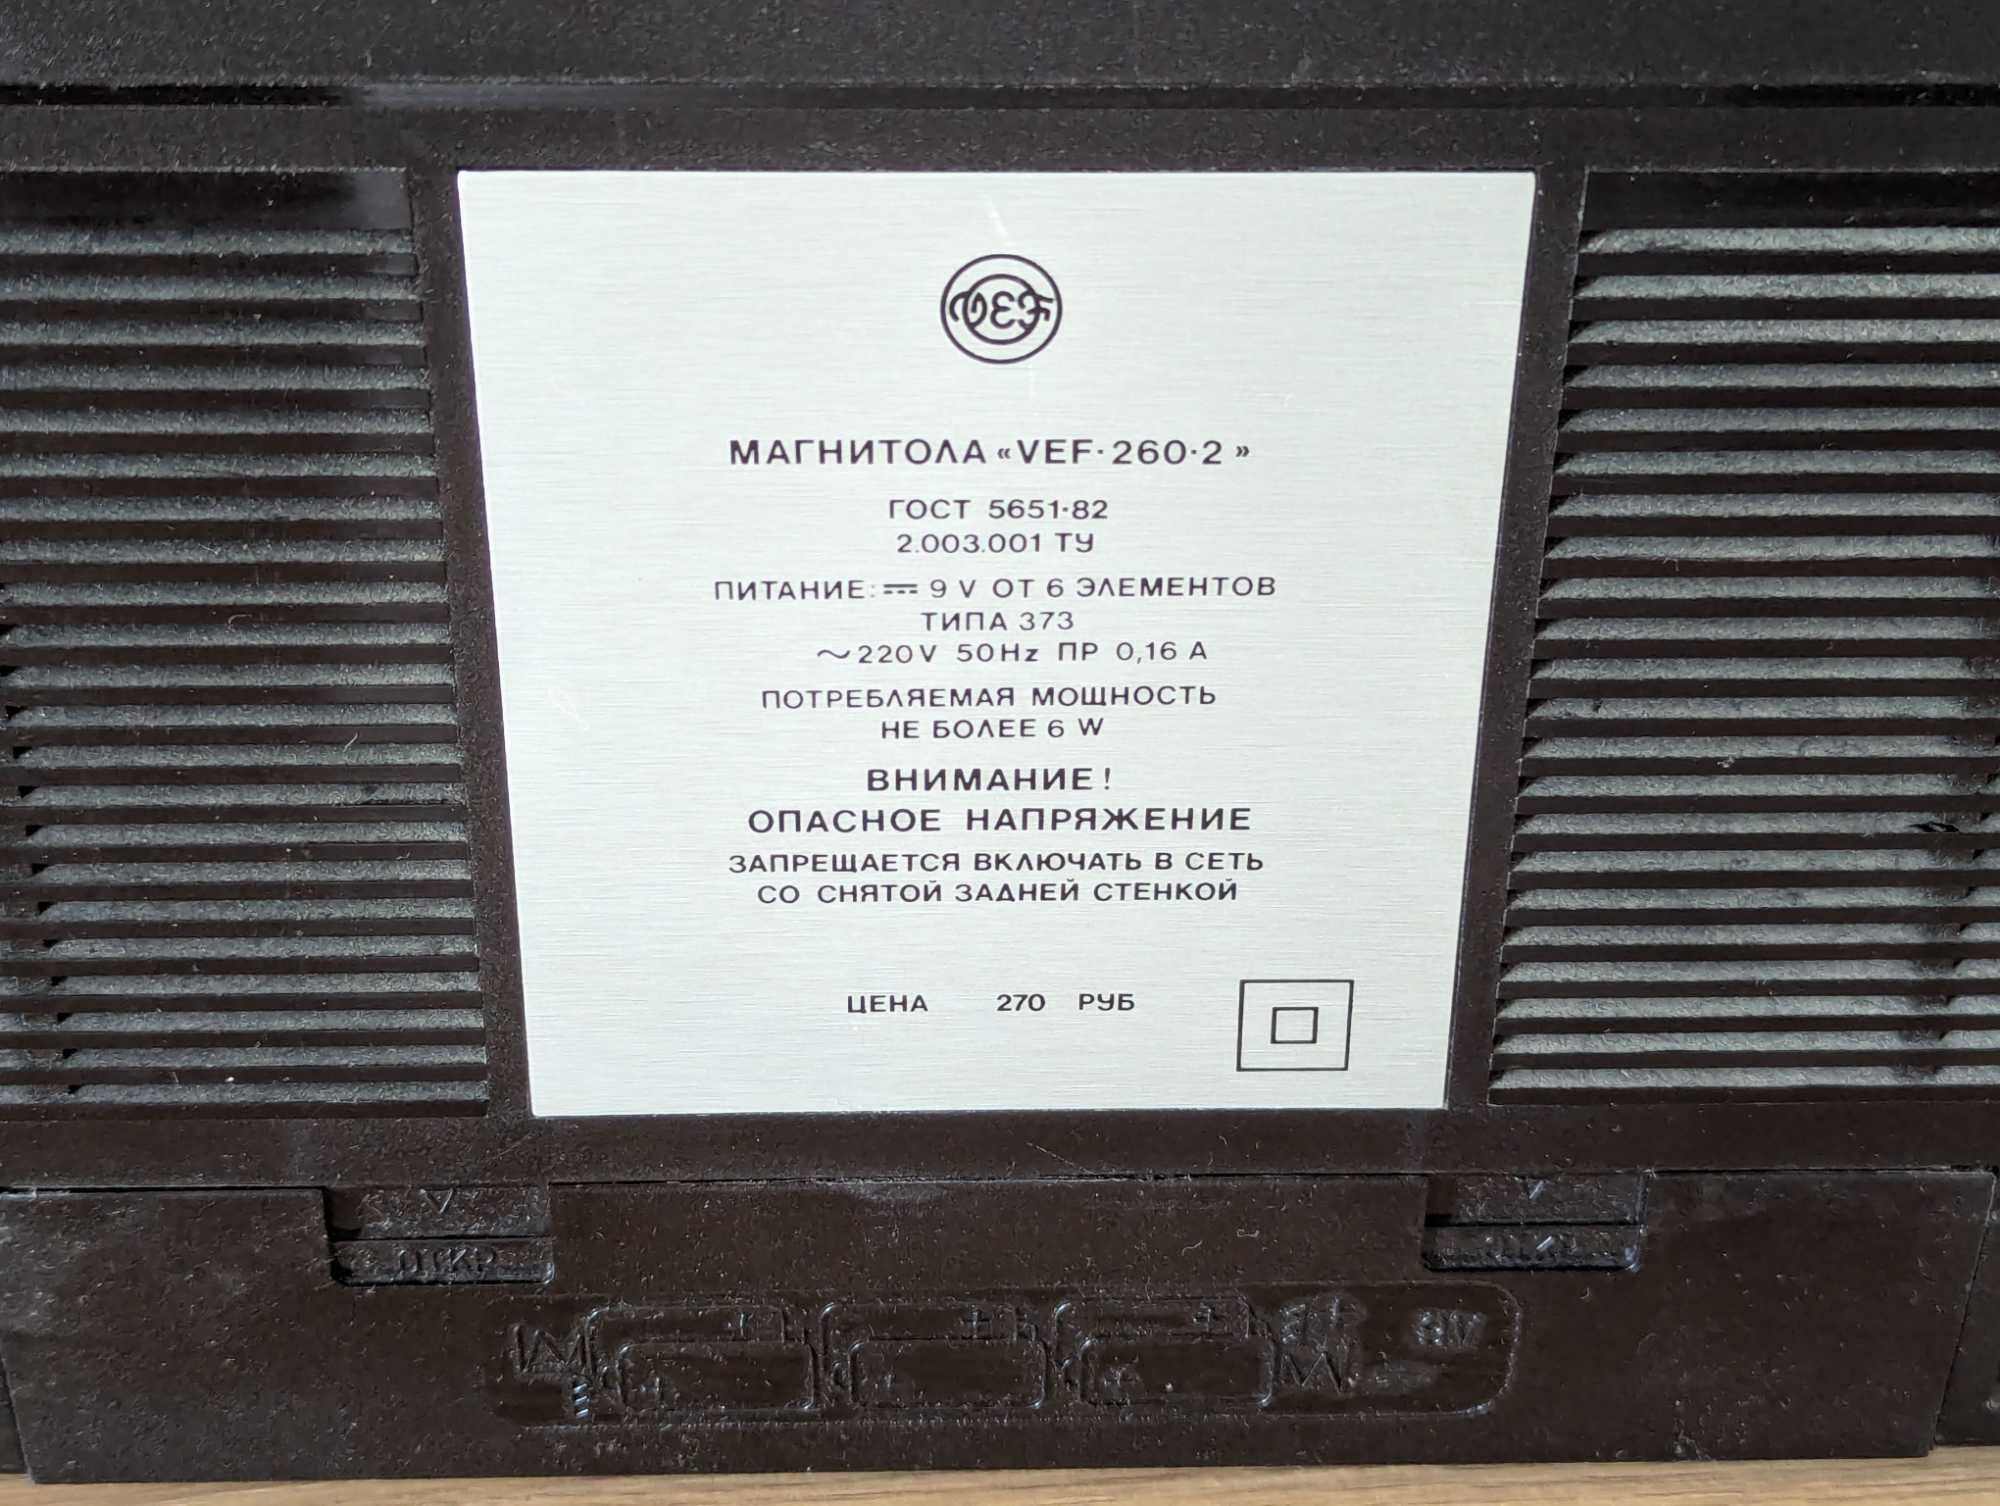 VEF
МАГНИТОЛА «VEF·260·2»
ГОСТ 5651·82
2.003.001 ТУ
ПИТАНИЕ: ⎓ 9 V ОТ 6 ЭЛЕМЕНТОВ
ТИПА 373
~220V 50Hz ПР 0,16 А
ПОТРЕБЛЯЕМАЯ МОЩНОСТЬ
НЕ БОЛЕЕ 6 W
ВНИМАНИЕ!
ОПАСНОЕ НАПРЯЖЕНИЕ
ЗАПРЕЩАЕТСЯ ВКЛЮЧАТЬ В СЕТЬ
СО СНЯТОЙ ЗАДНЕЙ СТЕНКОЙ
ЦЕНА 270 РУБ
ОТКР